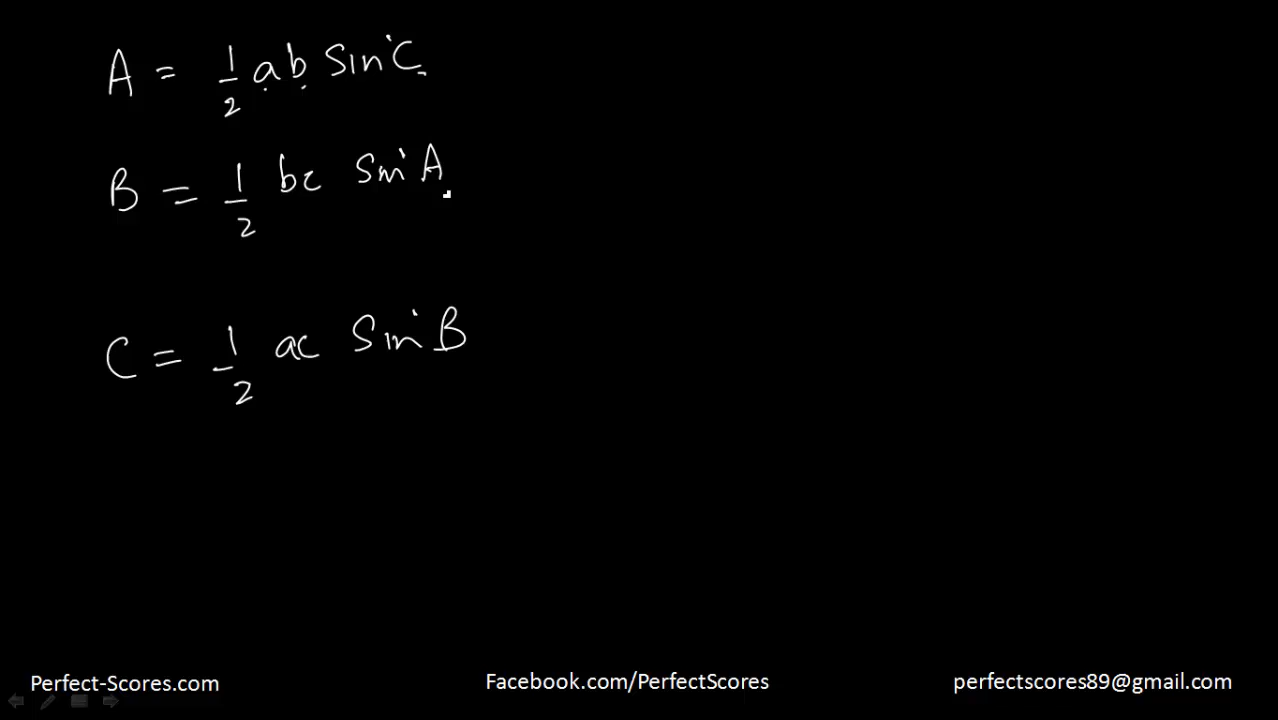 A = 1/2 ab Sin C
B = 1/2 bc Sin A
C = 1/2 ac Sin B
Perfect-Scores.com
Facebook.com/PerfectScores
perfectscores89@gmail.com